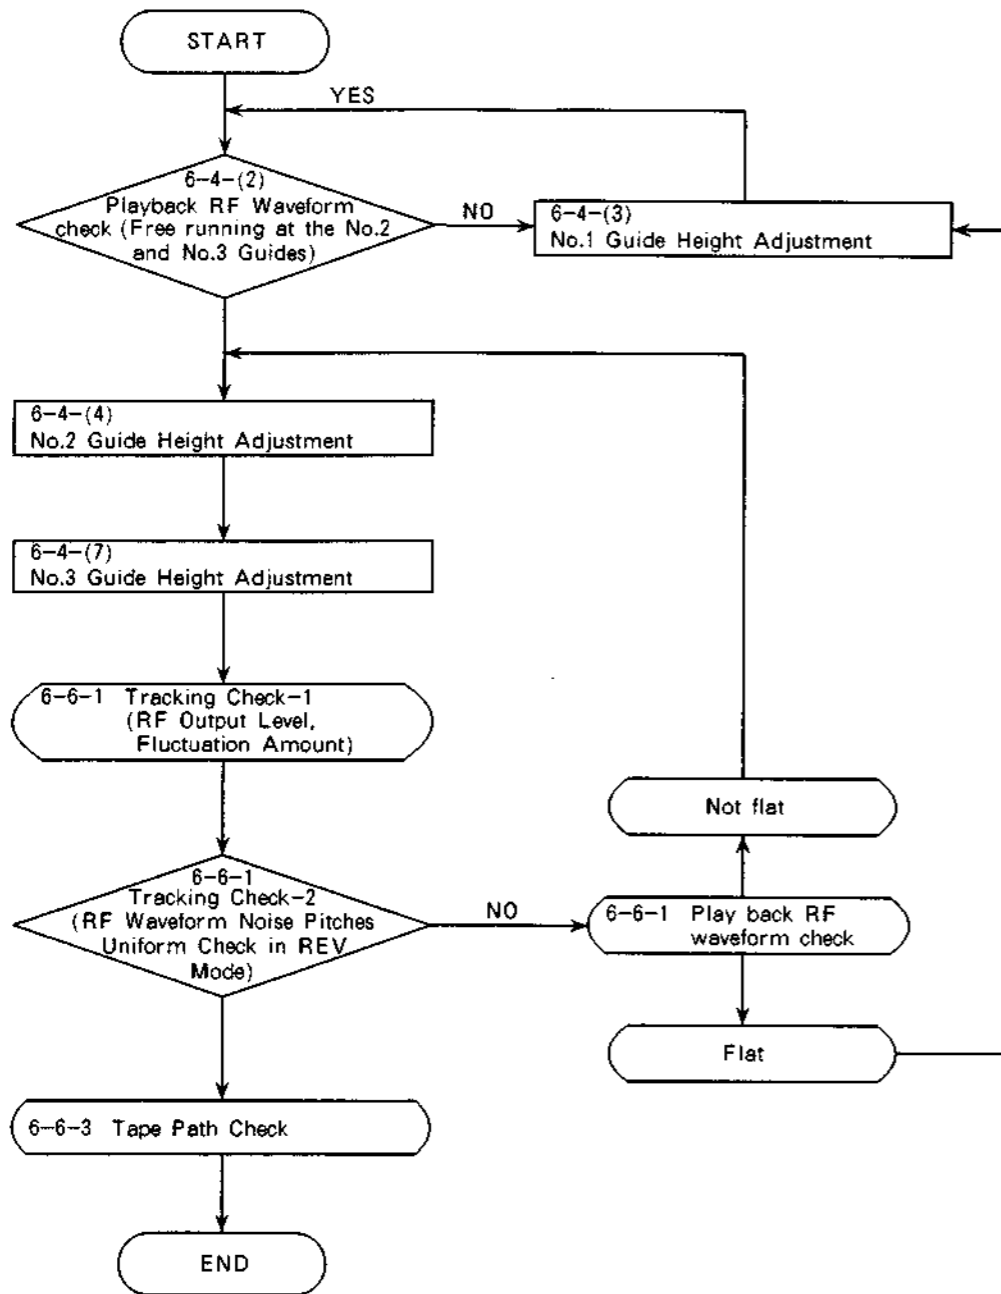 START
YES
6-4-(2)
Playback RF Waveform
check (Free running at the No.2
and No.3 Guides)
NO
6-4-(3)
No.1 Guide Height Adjustment
6-4-(4)
No.2 Guide Height Adjustment
6-4-(7)
No.3 Guide Height Adjustment
6-6-1 Tracking Check-1
(RF Output Level,
Fluctuation Amount)
Not flat
6-6-1
Tracking Check-2
(RF Waveform Noise Pitches
Uniform Check in REV
Mode)
NO
6-6-1 Play back RF
waveform check
Flat
6-6-3 Tape Path Check
END